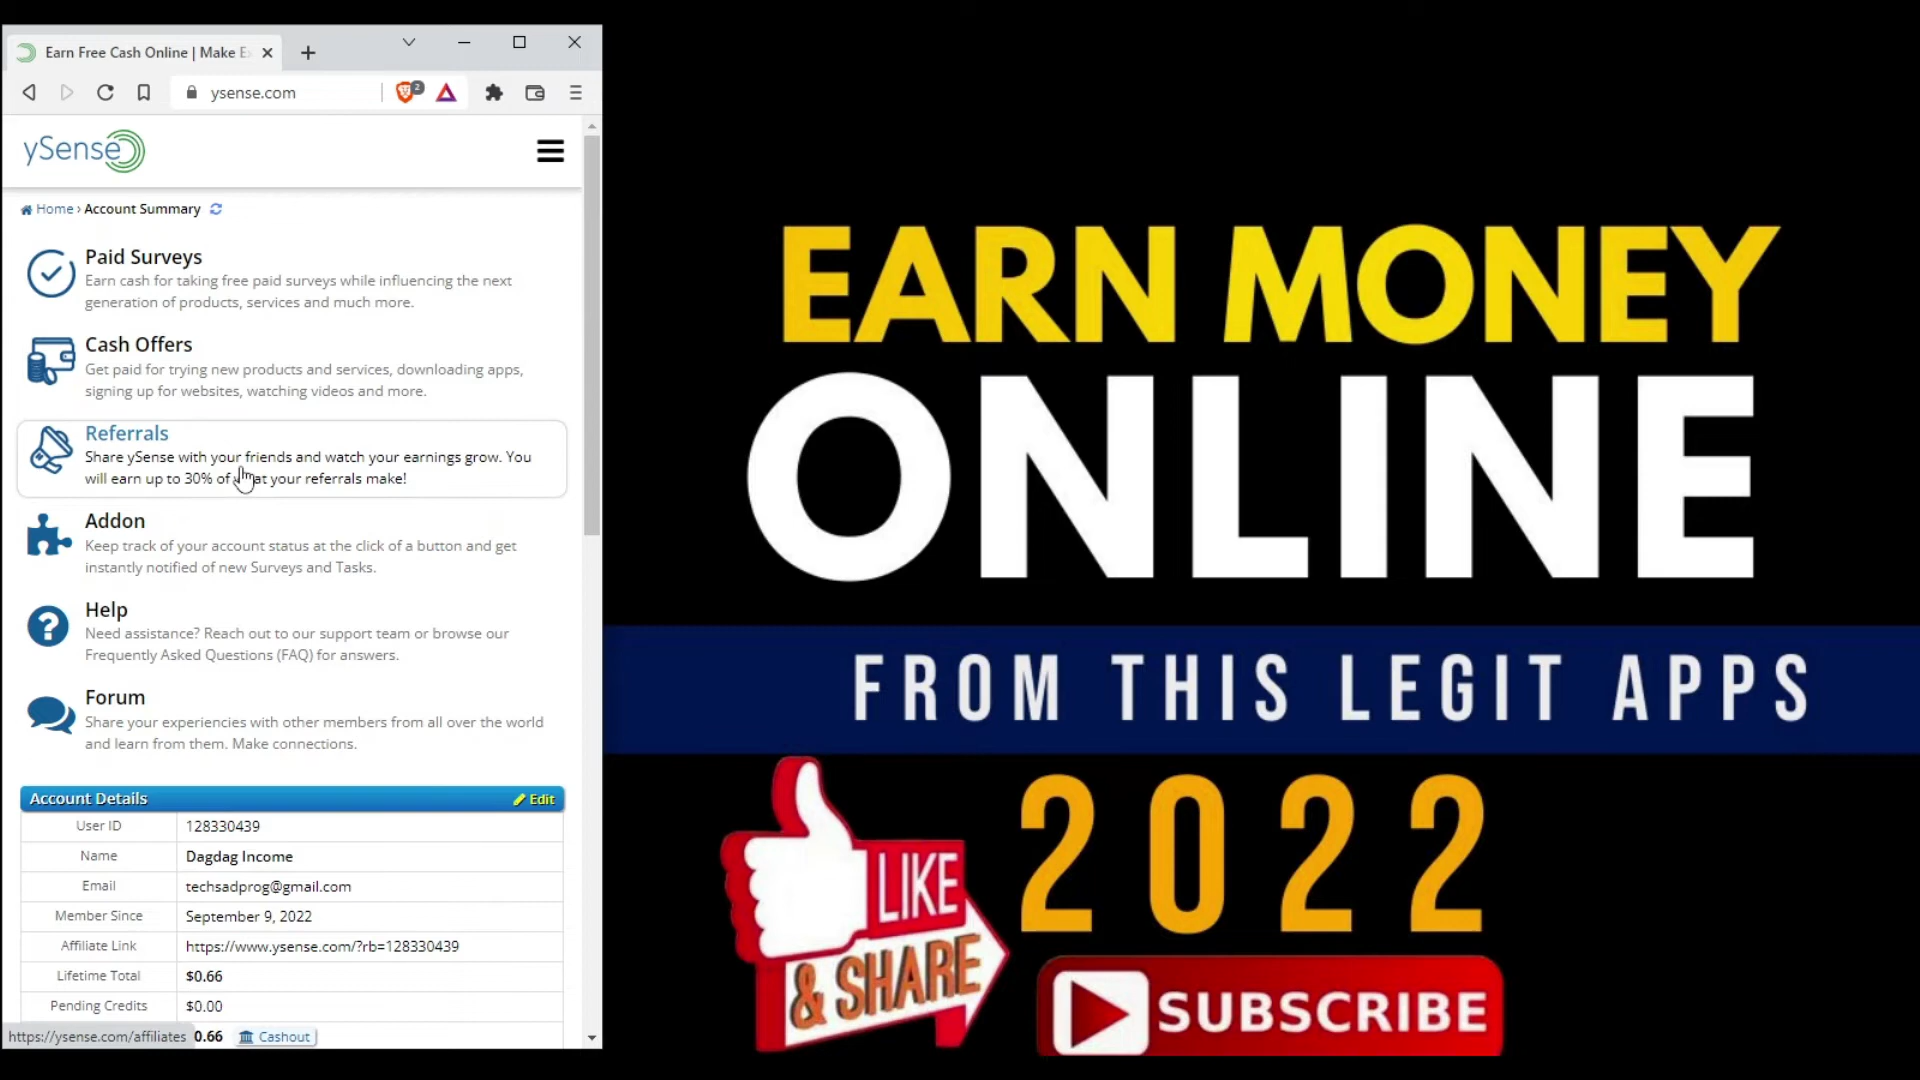 Earn Free Cash Online | Make E
2
ysense.com
ySense
Home › Account Summary
Paid Surveys
Earn cash for taking free paid surveys while influencing the next
generation of products, services and much more.
Cash Offers
Get paid for trying new products and services, downloading apps,
signing up for websites, watching videos and more.
Referrals
Share ySense with your friends and watch your earnings grow. You
will earn up to 30% of what your referrals make!
Addon
Keep track of your account status at the click of a button and get
instantly notified of new Surveys and Tasks.
Help
Need assistance? Reach out to our support team or browse our
Frequently Asked Questions (FAQ) for answers.
Forum
Share your experiencies with other members from all over the world
and learn from them. Make connections.
Account Details Edit
User ID 128330439
Name Dagdag Income
Email techsadprog@gmail.com
Member Since September 9, 2022
Affiliate Link https://www.ysense.com/?rb=128330439
Lifetime Total $0.66
Pending Credits $0.00
https://ysense.com/affiliates 0.66 Cashout
EARN MONEY
ONLINE
FROM THIS LEGIT APPS
2022
LIKE
& SHARE
SUBSCRIBE